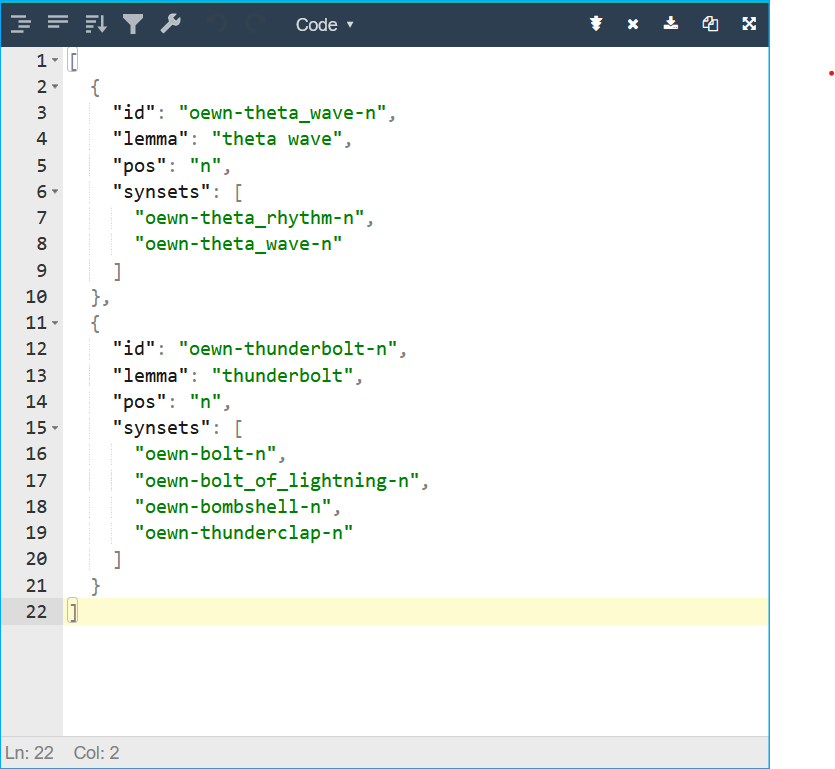 Code
1 [
2 {
3 "id": "oewn-theta_wave-n",
4 "lemma": "theta wave",
5 "pos": "n",
6 "synsets": [
7 "oewn-theta_rhythm-n",
8 "oewn-theta_wave-n"
9 ]
10 },
11 {
12 "id": "oewn-thunderbolt-n",
13 "lemma": "thunderbolt",
14 "pos": "n",
15 "synsets": [
16 "oewn-bolt-n",
17 "oewn-bolt_of_lightning-n",
18 "oewn-bombshell-n",
19 "oewn-thunderclap-n"
20 ]
21 }
22 ]
Ln: 22 Col: 2